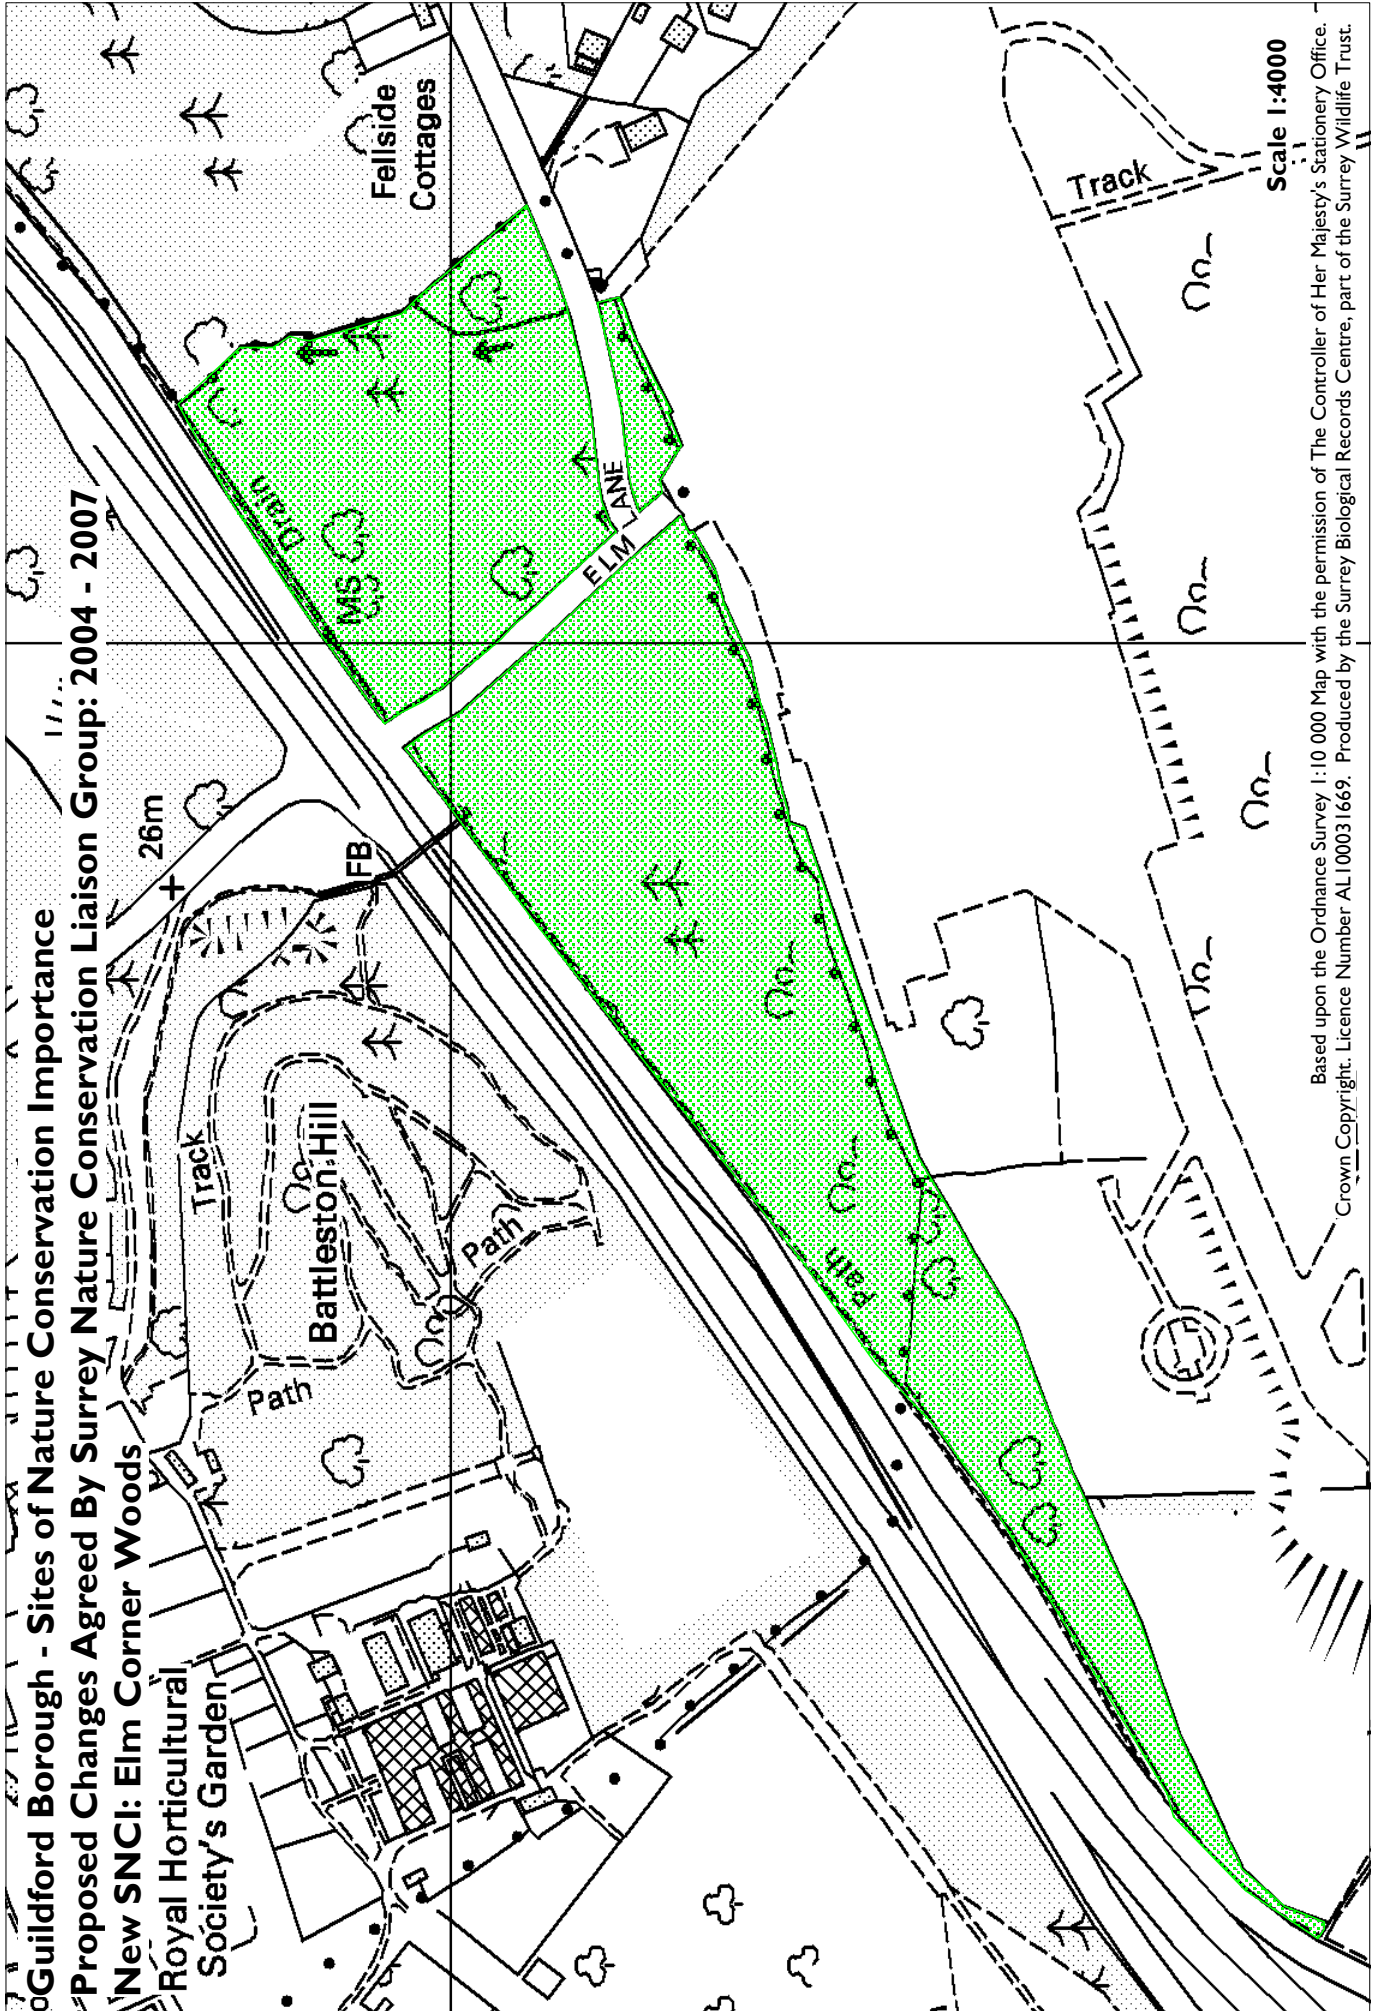 Guildford Borough - Sites of Nature Conservation Importance
Proposed Changes Agreed By Surrey Nature Conservation Liaison Group: 2004 - 2007
New SNCI: Elm Corner Woods
Royal Horticultural
Society's Garden
Track
Path
Battleston Hill
Path
26m
FB
Drain
MS
Fellside
Cottages
ELM LANE
Path
Track
Scale 1:4000
Based upon the Ordnance Survey 1:10 000 Map with the permission of The Controller of Her Majesty's Stationery Office.
Crown Copyright. Licence Number AL100031669. Produced by the Surrey Biological Records Centre, part of the Surrey Wildlife Trust.